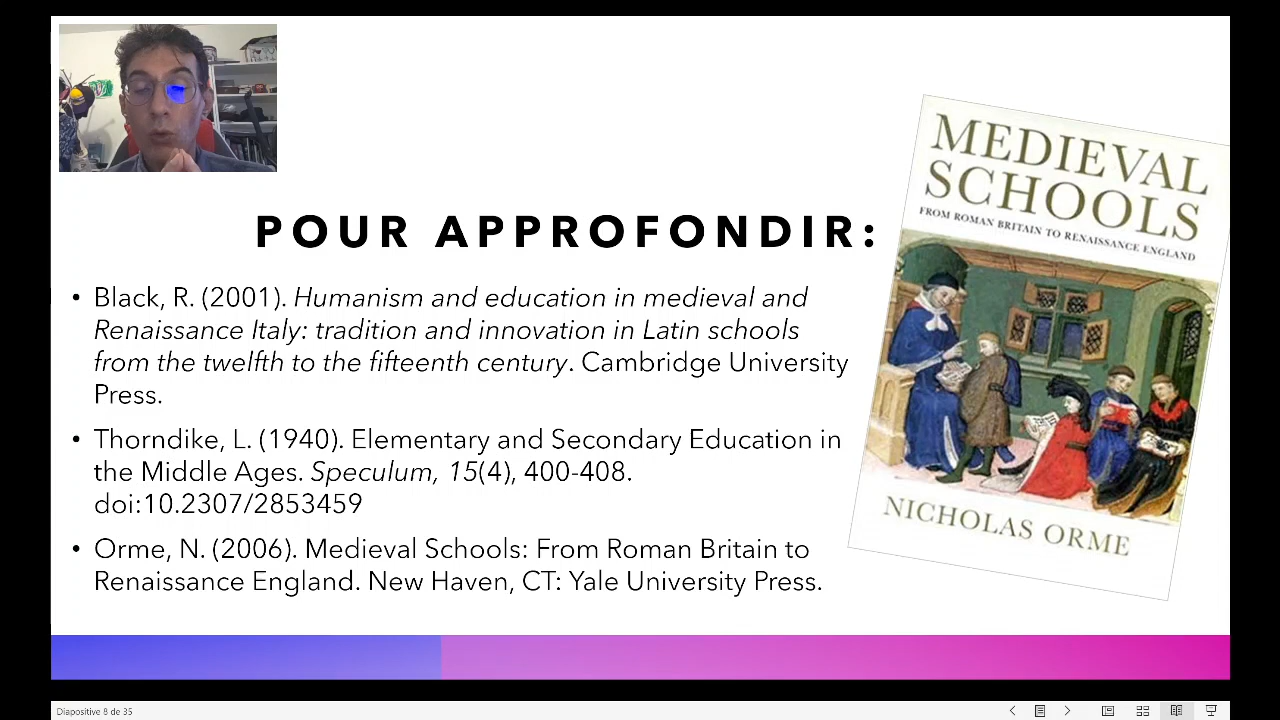 POUR APPROFONDIR:
• Black, R. (2001). Humanism and education in medieval and
Renaissance Italy: tradition and innovation in Latin schools
from the twelfth to the fifteenth century. Cambridge University
Press.
• Thorndike, L. (1940). Elementary and Secondary Education in
the Middle Ages. Speculum, 15(4), 400-408.
doi:10.2307/2853459
• Orme, N. (2006). Medieval Schools: From Roman Britain to
Renaissance England. New Haven, CT: Yale University Press.
MEDIEVAL
SCHOOLS
FROM ROMAN BRITAIN TO RENAISSANCE ENGLAND
NICHOLAS ORME
Diapositive 8 de 35